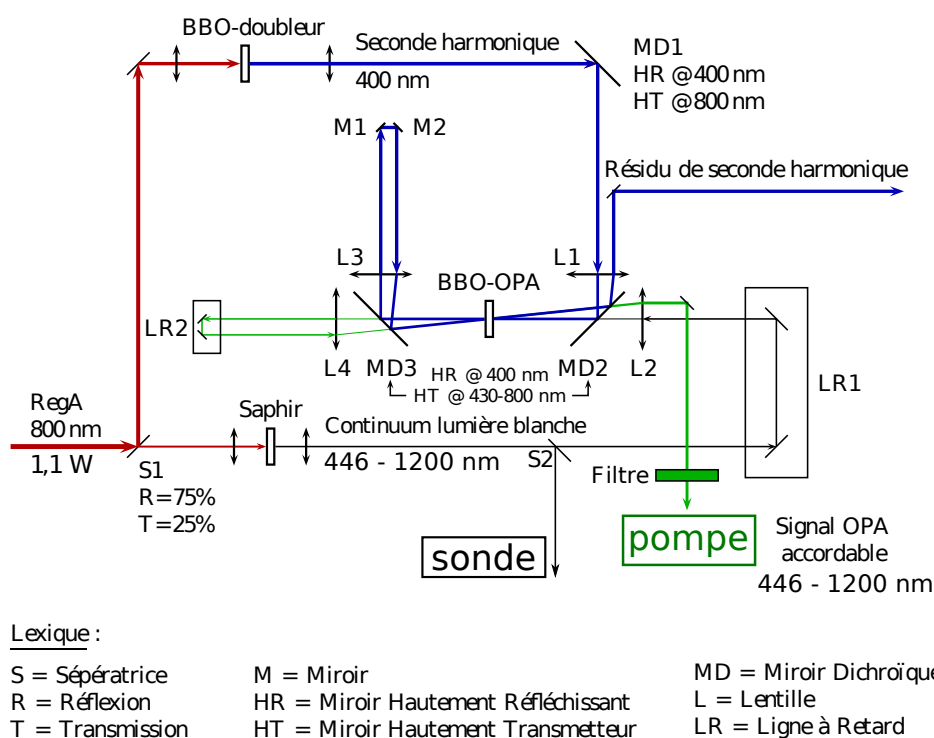 BBO-doubleur
Seconde harmonique
400 nm
MD1
HR @ 400 nm
HT @ 800 nm
M1
M2
Résidu de seconde harmonique
L3
BBO-OPA
L1
LR2
L4
MD3
HR @ 400 nm
HT @ 430-800 nm
MD2
L2
LR1
RegA
800 nm
1,1 W
Saphir
Continuum lumière blanche
446 - 1200 nm
S1
R=75%
T=25%
S2
Filtre
sonde
pompe
Signal OPA
accordable
446 - 1200 nm
Lexique :
S = Sépératrice
R = Réflexion
T = Transmission
M = Miroir
HR = Miroir Hautement Réfléchissant
HT = Miroir Hautement Transmetteur
MD = Miroir Dichroïque
L = Lentille
LR = Ligne à Retard